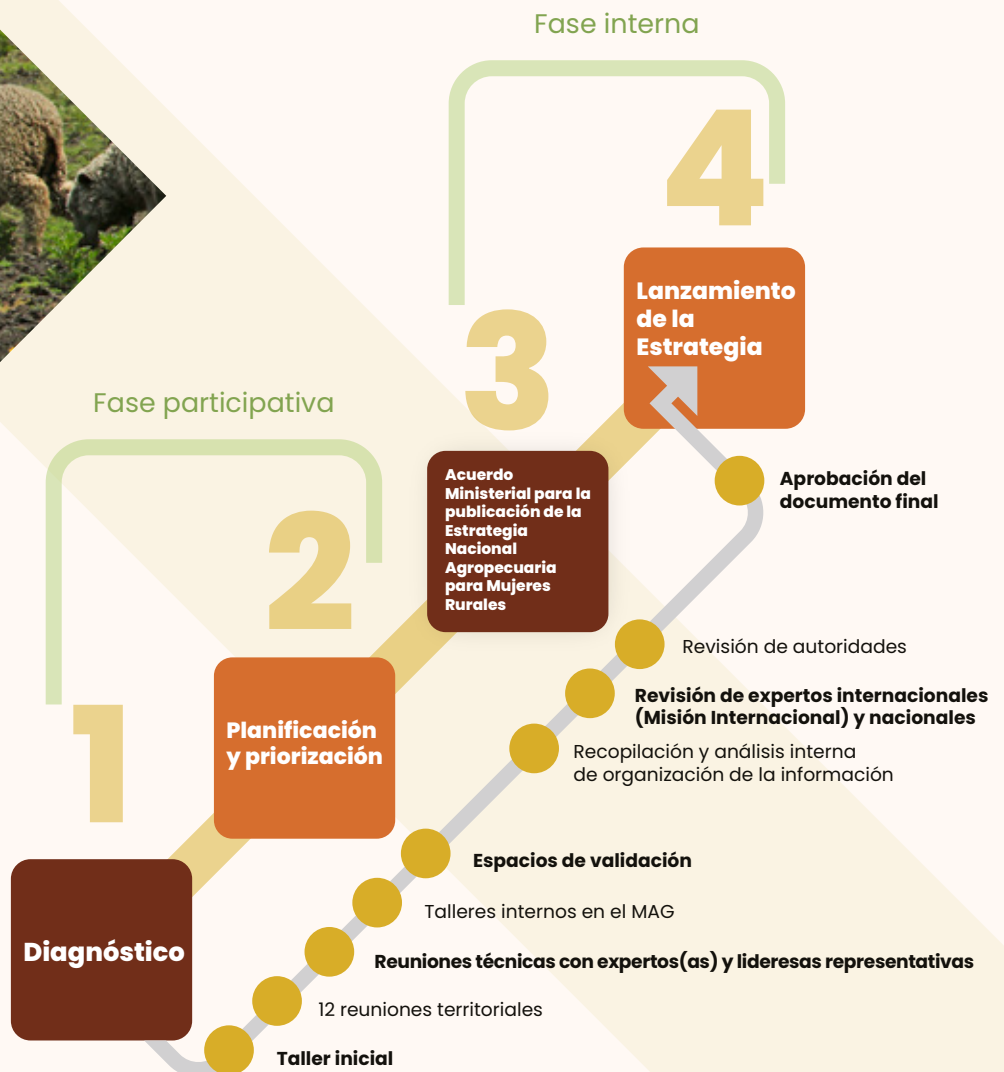 Fase interna
4
Lanzamiento
de la
Estrategia
3
Fase participativa
Acuerdo
Ministerial para la
publicación de la
Estrategia
Nacional
Agropecuaria
para Mujeres
Rurales
Aprobación del
documento final
2
Revisión de autoridades
Revisión de expertos internacionales
(Misión Internacional) y nacionales
Planificación
y priorización
1
Recopilación y análisis interna
de organización de la información
Espacios de validación
Talleres internos en el MAG
Diagnóstico
Reuniones técnicas con expertos(as) y lideresas representativas
12 reuniones territoriales
Taller inicial